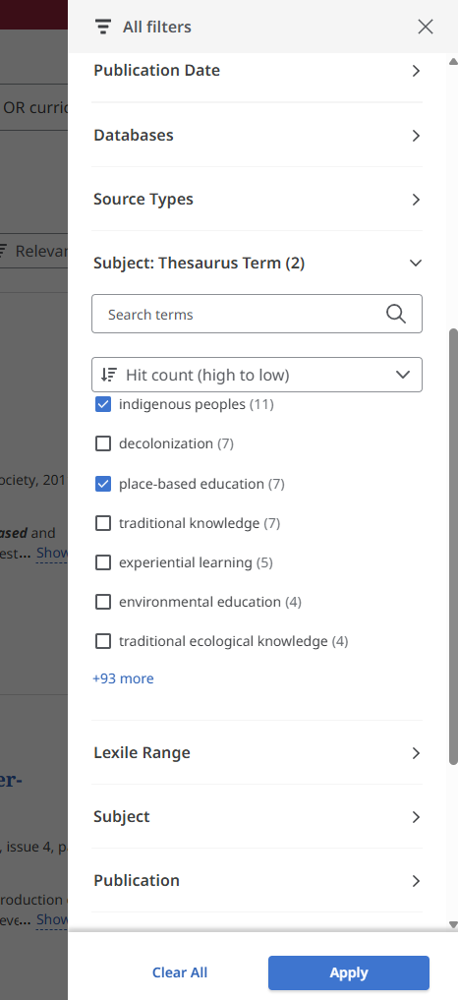 All filters
Publication Date
OR curric
Databases
Source Types
Relevan
Subject: Thesaurus Term (2)
Search terms
Hit count (high to low)
indigenous peoples (11)
decolonization (7)
ociety, 201
place-based education (7)
traditional knowledge (7)
ased and
est... Show
experiential learning (5)
environmental education (4)
traditional ecological knowledge (4)
+93 more
Lexile Range
er-
Subject
, issue 4, p
Publication
roduction
eve... Show
Clear All
Apply